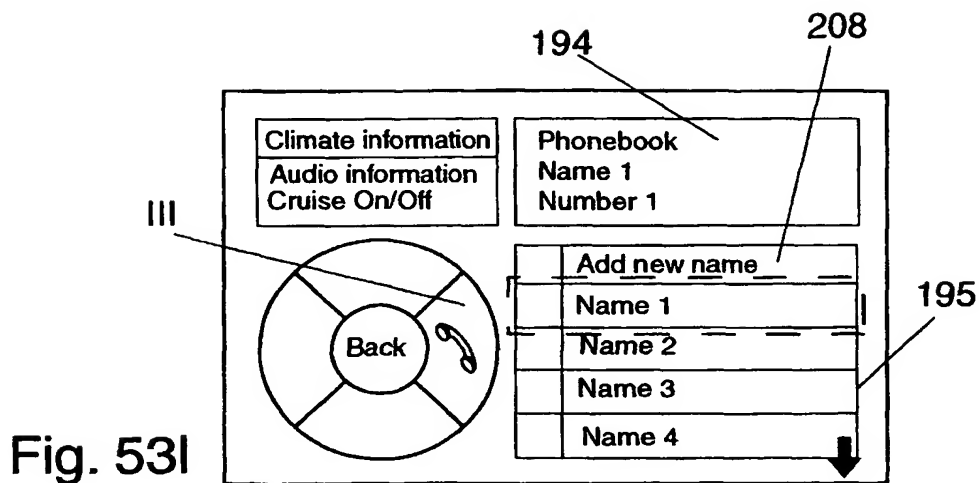 208
194
Climate information
Audio information
Cruise On/Off
Phonebook
Name 1
Number 1
III
Add new name
Name 1
195
Back
Name 2
Name 3
Name 4
Fig. 53I